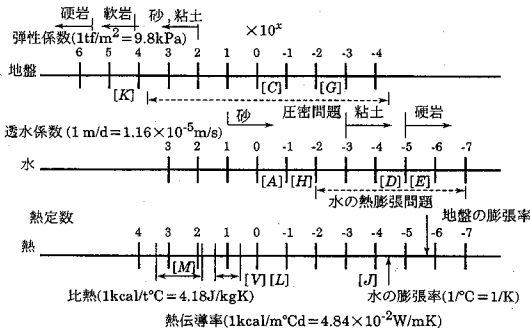 硬岩 軟岩 砂，粘土 ×10^x
弾性係数(1tf/m²=9.8kPa)
6 5 4 3 2 1 0 -1 -2 -3 -4
地盤
[K] [C] [G]
砂 圧密問題 粘土 硬岩
透水係数(1 m/d=1.16×10⁻⁵m/s)
3 2 1 0 -1 -2 -3 -4 -5 -6 -7
水
[A] [H] [D] [E]
水の熱膨張問題
熱定数 地盤の膨張率
4 3 2 1 0 -1 -2 -3 -4 -5 -6 -7
熱
[M] [V] [L] [J]
比熱(1kcal/t°C=4.18J/kgK) 水の膨張率(1/°C=1/K)
熱伝導率(1kcal/m°Cd=4.84×10⁻²W/mK)